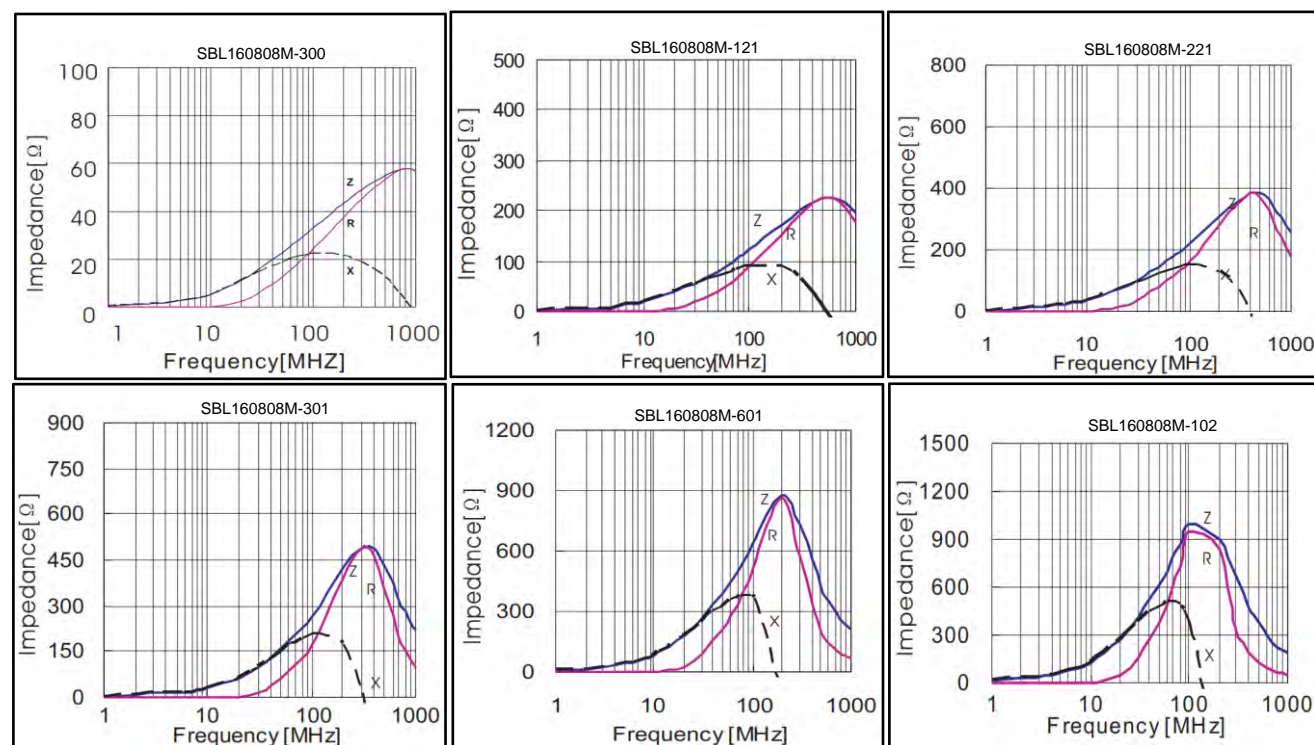 SBL160808M-300
Impedance[Ω]
100
80
60
40
20
0
Z
R
X
1 10 100 1000
Frequency[MHZ]
SBL160808M-121
Impedance[Ω]
500
400
300
200
100
0
Z
R
X
1 10 100 1000
Frequency[MHz]
SBL160808M-221
Impedance[Ω]
800
600
400
200
0
Z
R
X
1 10 100 1000
Frequency [MHz]
SBL160808M-301
Impedance[Ω]
900
750
600
450
300
150
0
Z
R
X
1 10 100 1000
Frequency [MHz]
SBL160808M-601
Impedance[Ω]
1200
900
600
300
0
Z
R
X
1 10 100 1000
Frequency[MHz]
SBL160808M-102
Impedance[Ω]
1500
1200
900
600
300
0
Z
R
X
1 10 100 1000
Frequency [MHz]